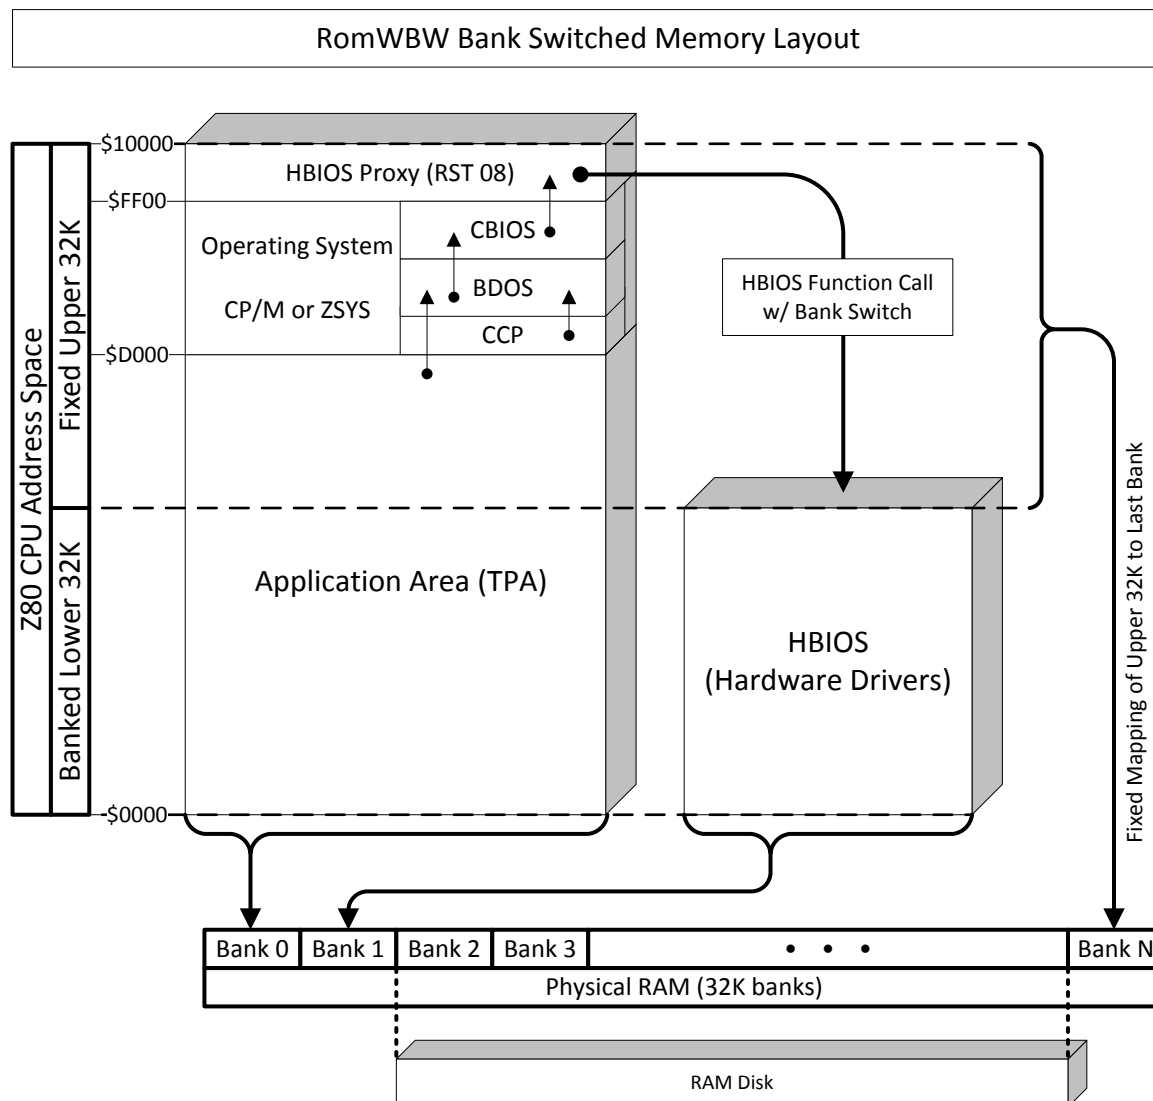 RomWBW Bank Switched Memory Layout
$10000
HBIOS Proxy (RST 08)
$FF00
Operating System
CP/M or ZSYS
CBIOS
BDOS
CCP
$D000
HBIOS Function Call
w/ Bank Switch
Z80 CPU Address Space
Fixed Upper 32K
Banked Lower 32K
Application Area (TPA)
HBIOS
(Hardware Drivers)
Fixed Mapping of Upper 32K to Last Bank
$0000
Bank 0
Bank 1
Bank 2
Bank 3
• • •
Bank N
Physical RAM (32K banks)
RAM Disk